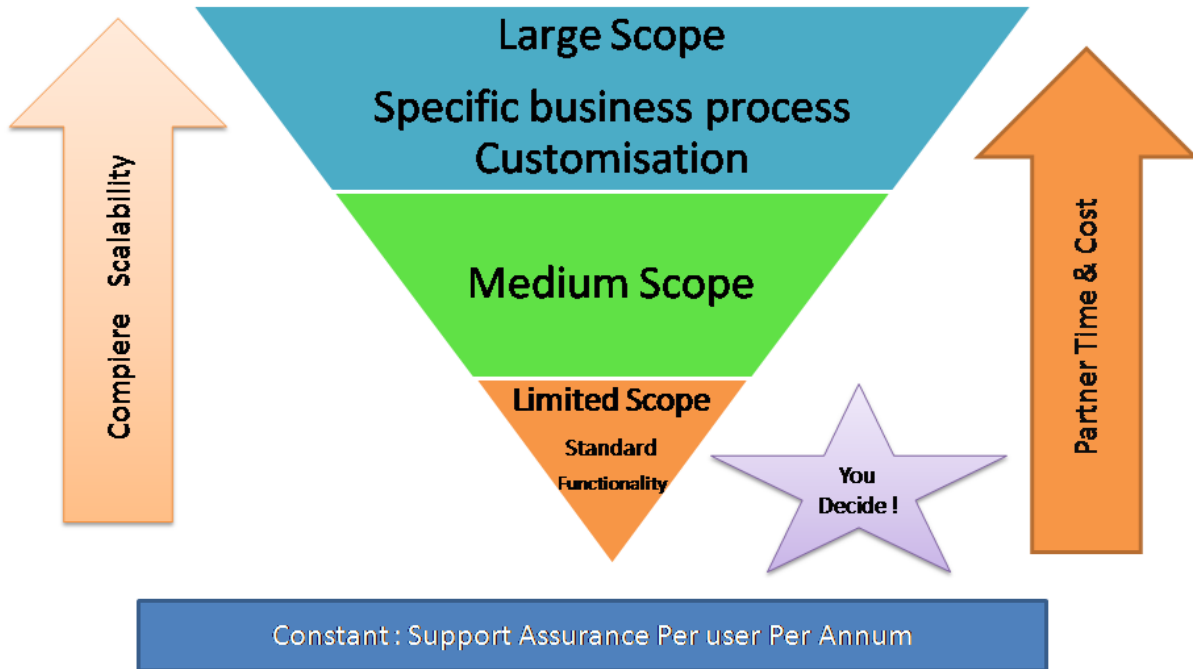 Large Scope
Specific business process
Customisation
Medium Scope
Limited Scope
Standard
Functionality
Compiere Scalability
You
Decide !
Partner Time & Cost
Constant : Support Assurance Per user Per Annum